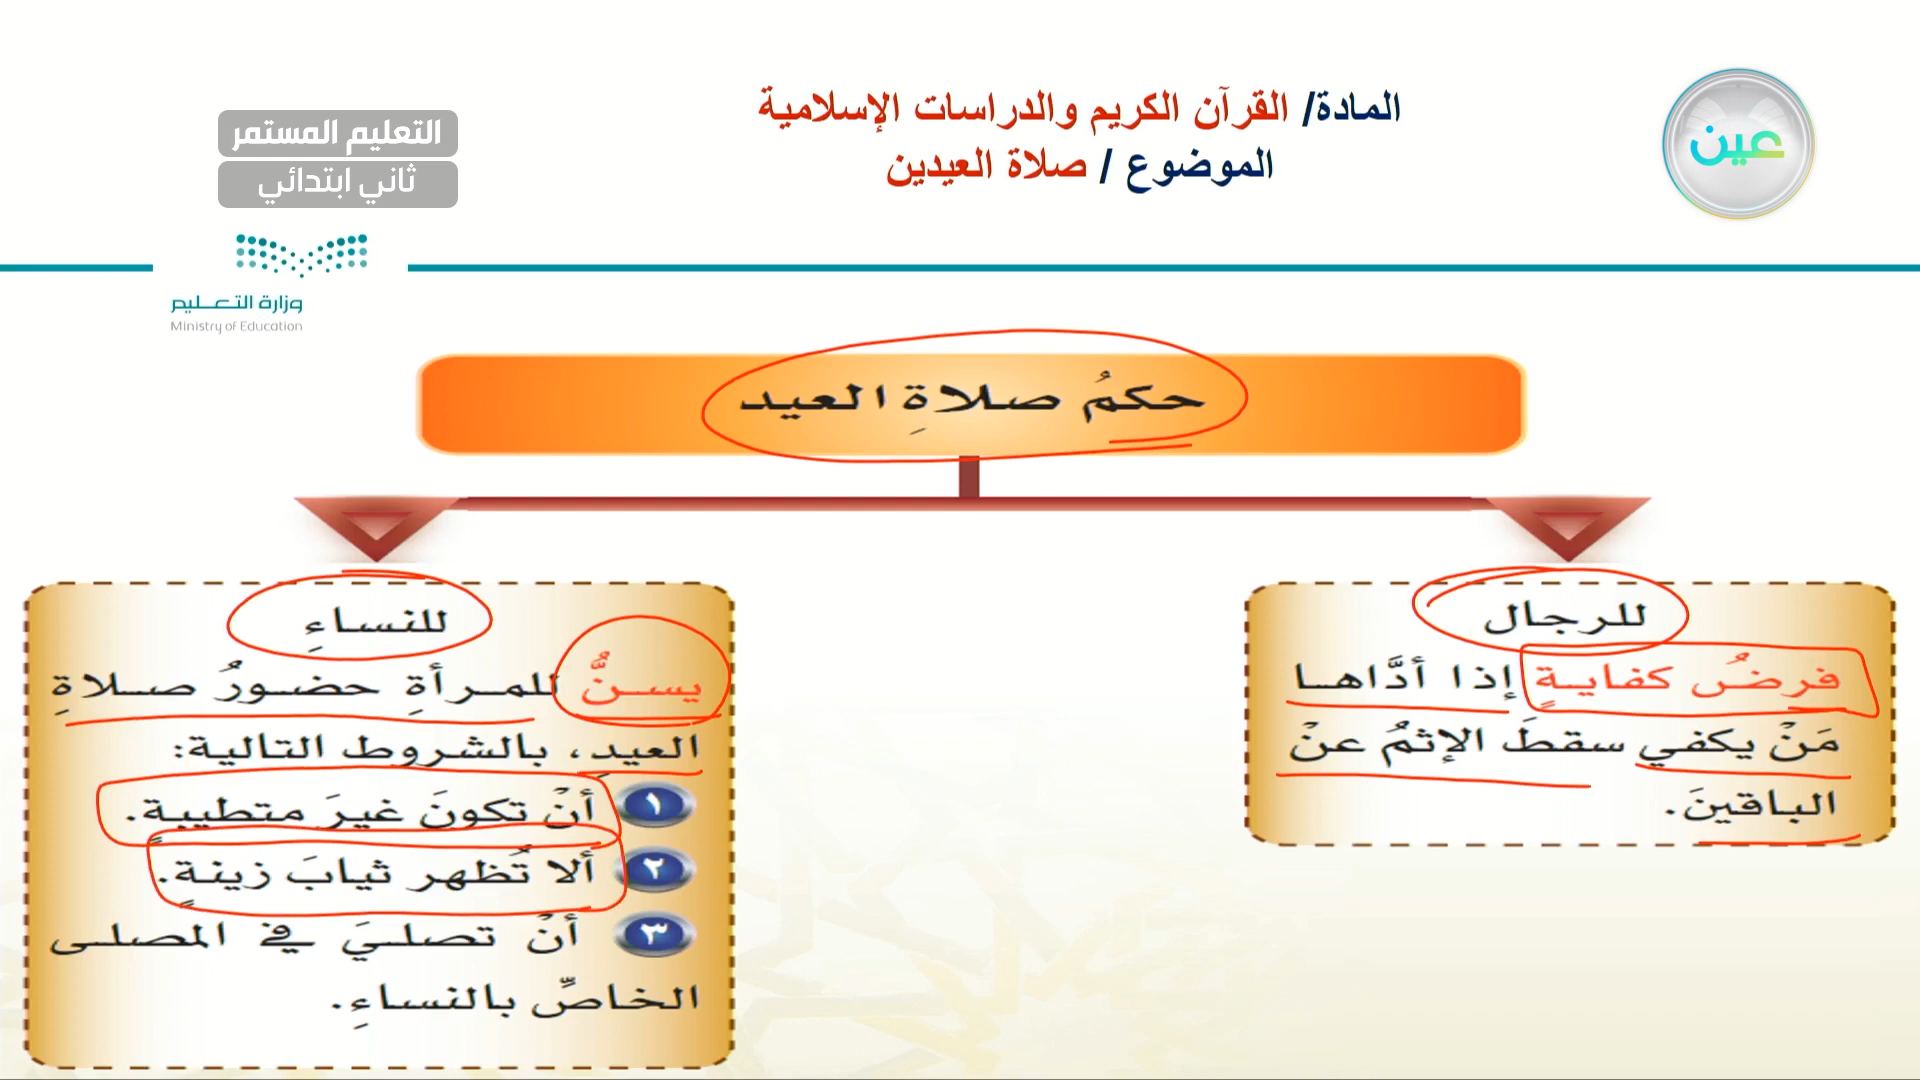 عين
المادة/ القرآن الكريم والدراسات الإسلامية
الموضوع / صلاة العيدين
التعليم المستمر
ثاني ابتدائي
وزارة التعـليم
Ministry of Education
حكمُ صلاةِ العيد
للرجال
فرضُ كفايةٍ إذا أدَّاها
مَنْ يكفي سقطَ الإثمُ عنْ
الباقينَ.
للنساءِ
يسنُّ للمرأةِ حضورُ صلاةِ
العيدِ، بالشروط التالية:
١ أنْ تكونَ غيرَ متطيبةٍ.
٢ ألا تُظهر ثيابَ زينةٍ.
٣ أنْ تصليَ في المصلى
الخاصِّ بالنساءِ.